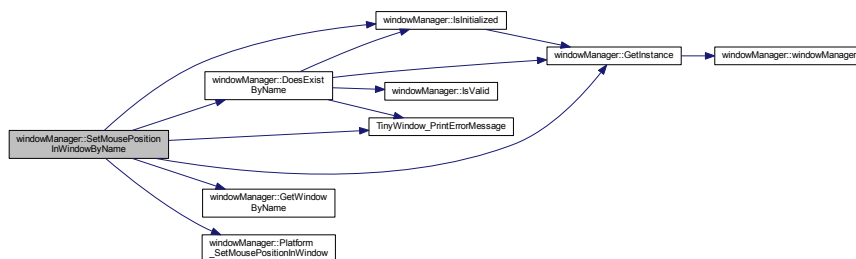 windowManager::IsInitialized
windowManager::GetInstance
windowManager::windowManager
windowManager::DoesExist
ByName
windowManager::IsValid
TinyWindow_PrintErrorMessage
windowManager::SetMousePosition
InWindowByName
windowManager::GetWindow
ByName
windowManager::Platform
_SetMousePositionInWindow